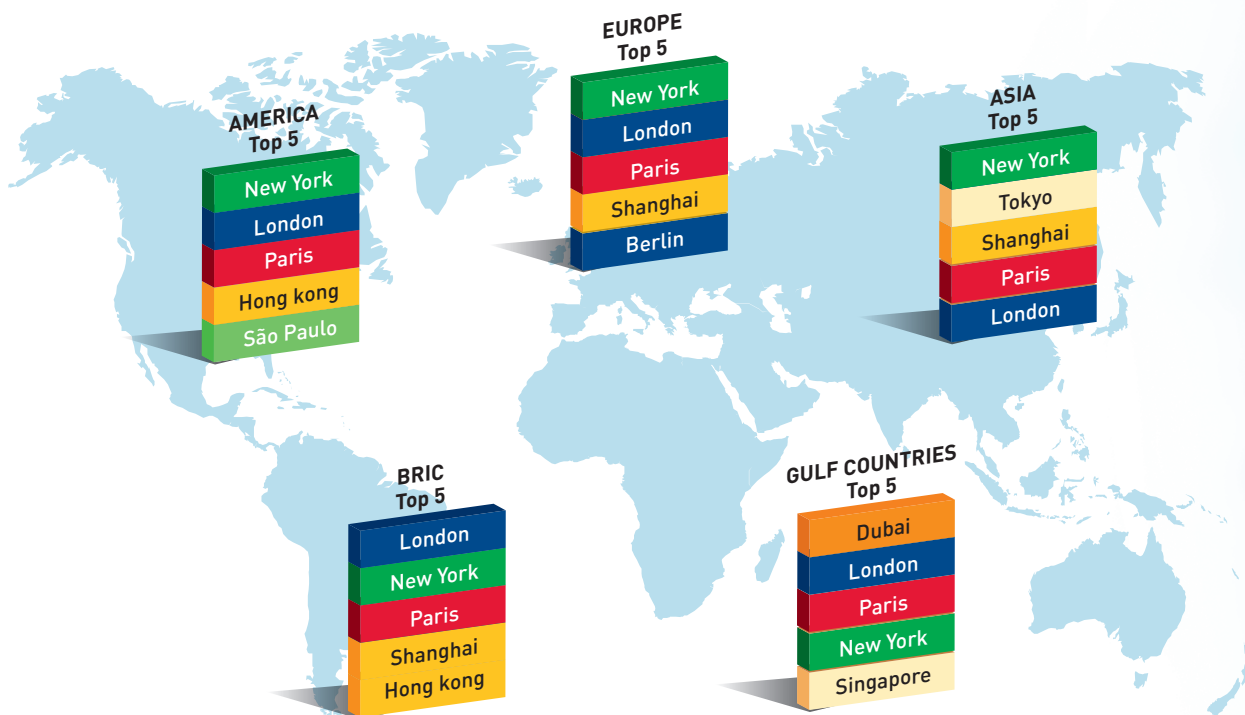 EUROPE
Top 5
New York
London
Paris
Shanghai
Berlin
AMERICA
Top 5
New York
London
Paris
Hong kong
São Paulo
ASIA
Top 5
New York
Tokyo
Shanghai
Paris
London
BRIC
Top 5
London
New York
Paris
Shanghai
Hong kong
GULF COUNTRIES
Top 5
Dubai
London
Paris
New York
Singapore